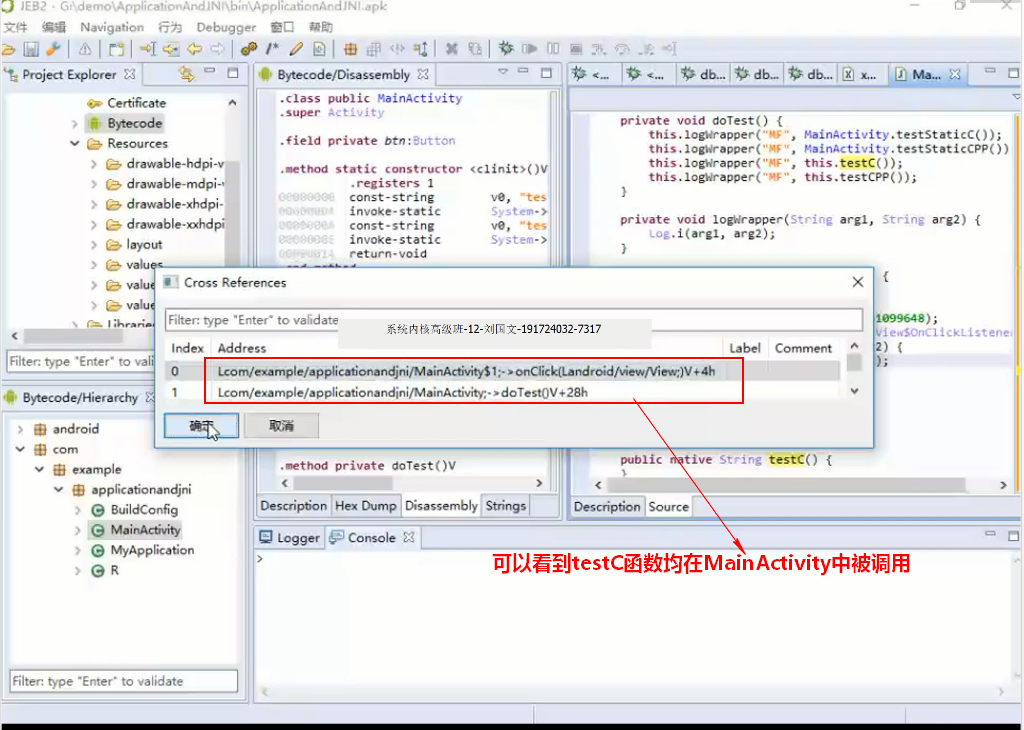 JEB2 - G:\demo\ApplicationAndJNI\bin\ApplicationAndJNI.apk
文件 编辑 Navigation 行为 Debugger 窗口 帮助
Project Explorer
Certificate
Bytecode
Resources
drawable-hdpi-v
drawable-mdpi-v
drawable-xhdpi-
drawable-xxhdpi
layout
values
value
value
Libraries
Filter: type "Enter" to vali
Bytecode/Hierarchy
android
com
example
applicationandjni
BuildConfig
MainActivity
MyApplication
R
Filter: type "Enter" to validate
Bytecode/Disassembly
.class public MainActivity
.super Activity
.field private btn:Button
.method static constructor <clinit>()V
.registers 1
00000000 const-string v0, "tes
00000004 invoke-static System->
0000000A const-string v0, "tes
0000000E invoke-static System->
00000014 return-void
.end method
.method private doTest()V
Description Hex Dump Disassembly Strings
<... <... db... db... db... x... Ma...
private void doTest() {
this.logWrapper("MF", MainActivity.testStaticC());
this.logWrapper("MF", MainActivity.testStaticCPP())
this.logWrapper("MF", this.testC());
this.logWrapper("MF", this.testCPP());
}
private void logWrapper(String arg1, String arg2) {
Log.i(arg1, arg2);
}
{
1099648);
View$OnClickListener
2) {
);
public native String testC() {
}
Description Source
Cross References
Filter: type "Enter" to validate
系统内核高级班-12-刘国文-191724032-7317
Index Address Label Comment
0 Lcom/example/applicationandjni/MainActivity$1;->onClick(Landroid/view/View;)V+4h
1 Lcom/example/applicationandjni/MainActivity;->doTest()V+28h
确定 取消
Logger Console
>
可以看到testC函数均在MainActivity中被调用